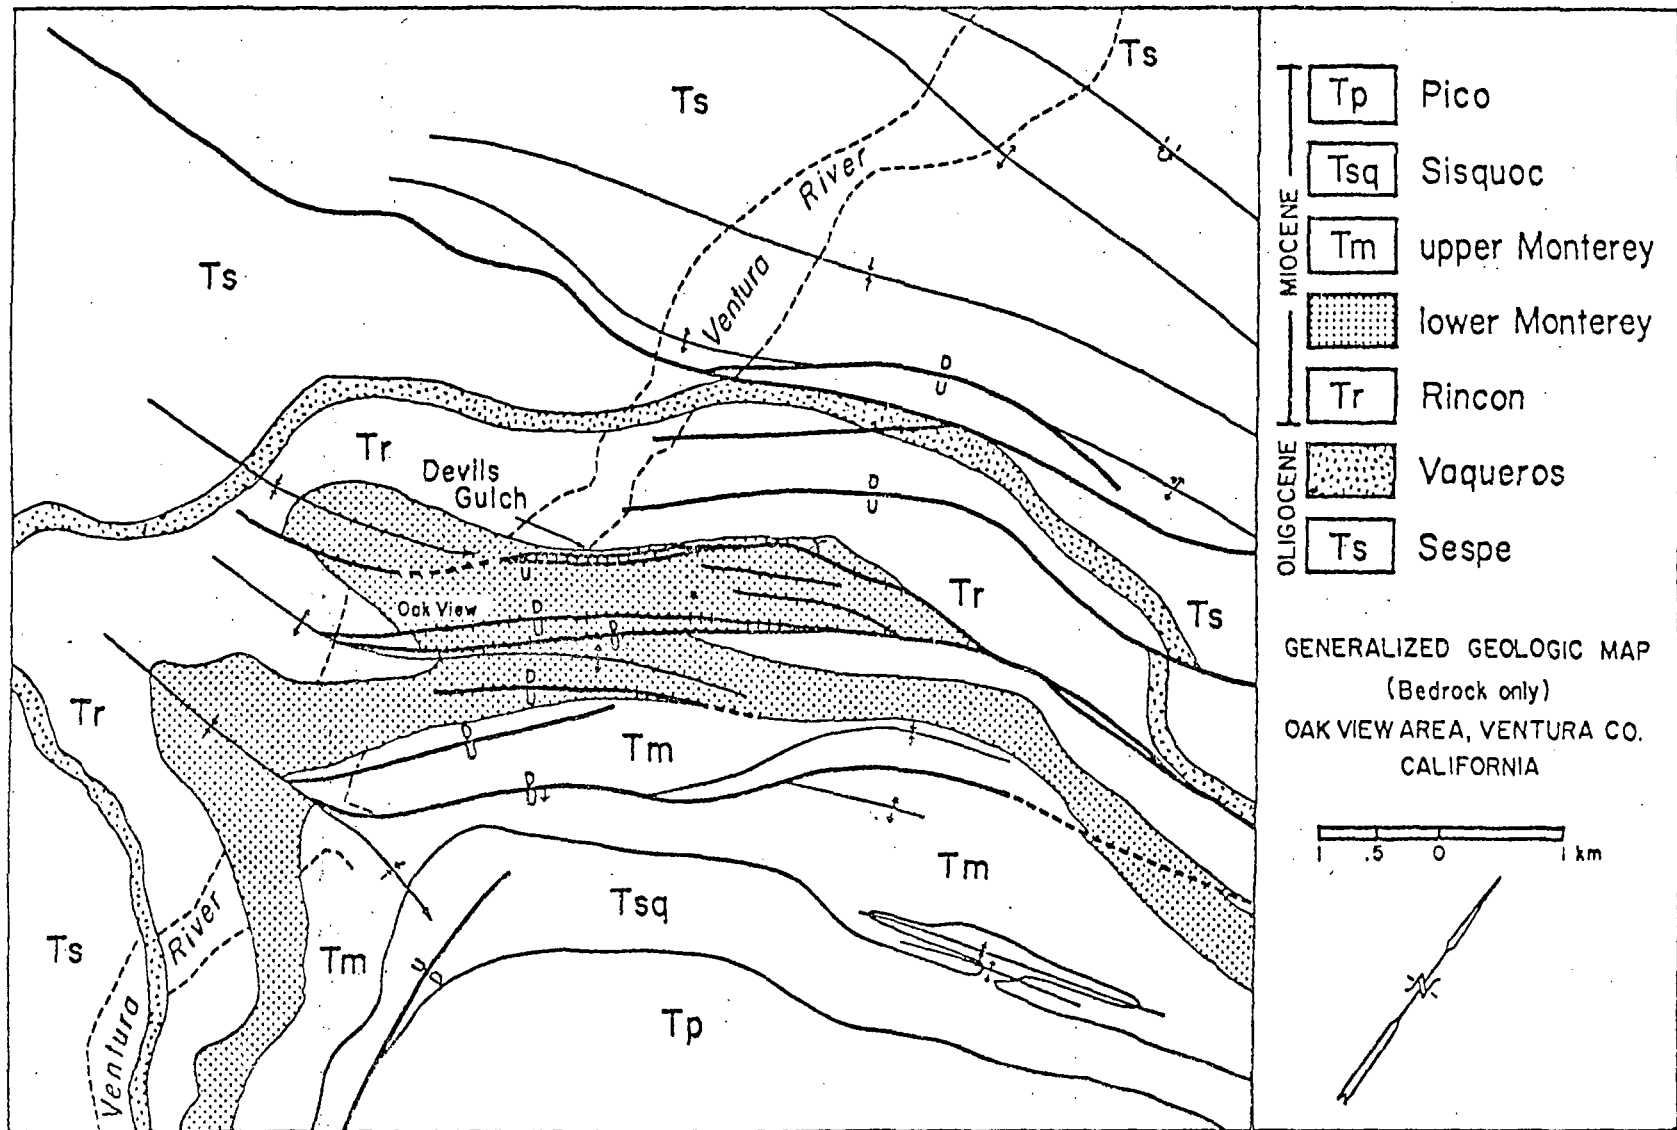 Ts
Ts
Ts
River
Ventura
D
U
Tr
Devils
Gulch
D
U
U
Oak View
D
U
Tr
Ts
Tr
D
U
Tm
D
U
Tm
Tsq
Ts
River
Tm
Ventura
U
D
Tp
MIOCENE
OLIGOCENE
Tp Pico
Tsq Sisquoc
Tm upper Monterey
lower Monterey
Tr Rincon
Vaqueros
Ts Sespe
GENERALIZED GEOLOGIC MAP
(Bedrock only)
OAK VIEW AREA, VENTURA CO.
CALIFORNIA
1 .5 0 1 km
N